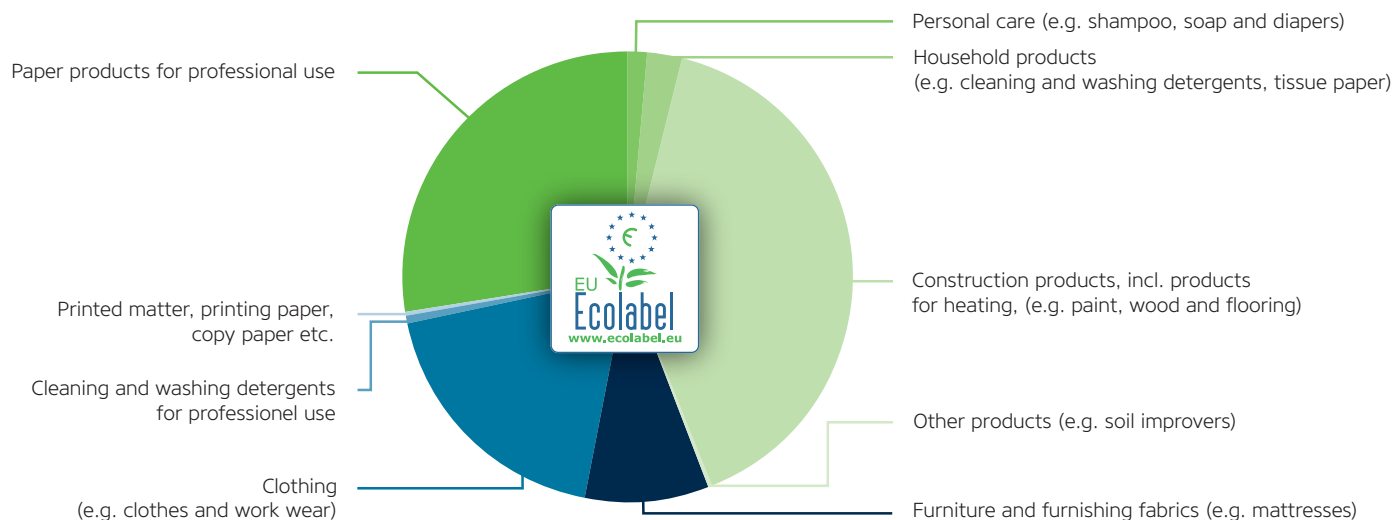 Personal care (e.g. shampoo, soap and diapers)
Household products
(e.g. cleaning and washing detergents, tissue paper)
Paper products for professional use
EU
Ecolabel
www.ecolabel.eu
Construction products, incl. products
for heating, (e.g. paint, wood and flooring)
Printed matter, printing paper,
copy paper etc.
Cleaning and washing detergents
for professionel use
Other products (e.g. soil improvers)
Clothing
(e.g. clothes and work wear)
Furniture and furnishing fabrics (e.g. mattresses)